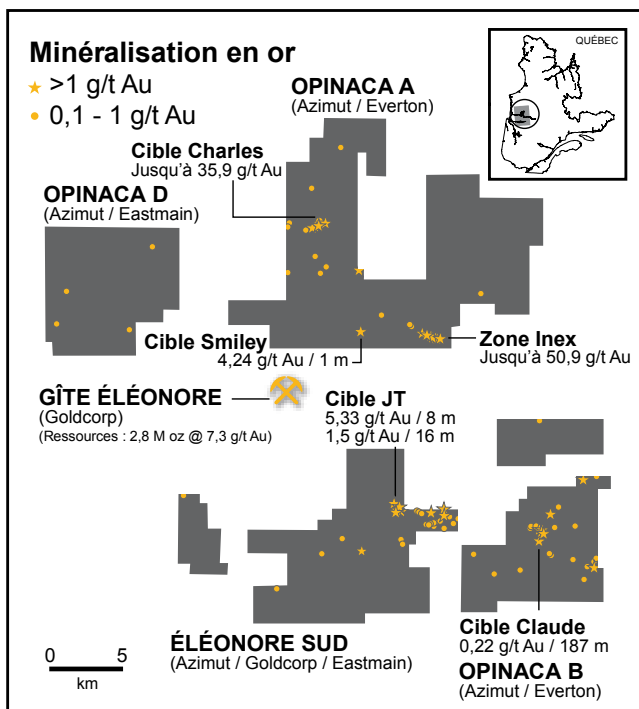 Minéralisation en or
>1 g/t Au
0,1 - 1 g/t Au
QUÉBEC
OPINACA A
(Azimut / Everton)
Cible Charles
Jusqu'à 35,9 g/t Au
OPINACA D
(Azimut / Eastmain)
Cible Smiley
4,24 g/t Au / 1 m
Zone Inex
Jusqu'à 50,9 g/t Au
GÎTE ÉLÉONORE
(Goldcorp)
(Ressources : 2,8 M oz @ 7,3 g/t Au)
Cible JT
5,33 g/t Au / 8 m
1,5 g/t Au / 16 m
ÉLÉONORE SUD
(Azimut / Goldcorp / Eastmain)
Cible Claude
0,22 g/t Au / 187 m
OPINACA B
(Azimut / Everton)
0 5
km